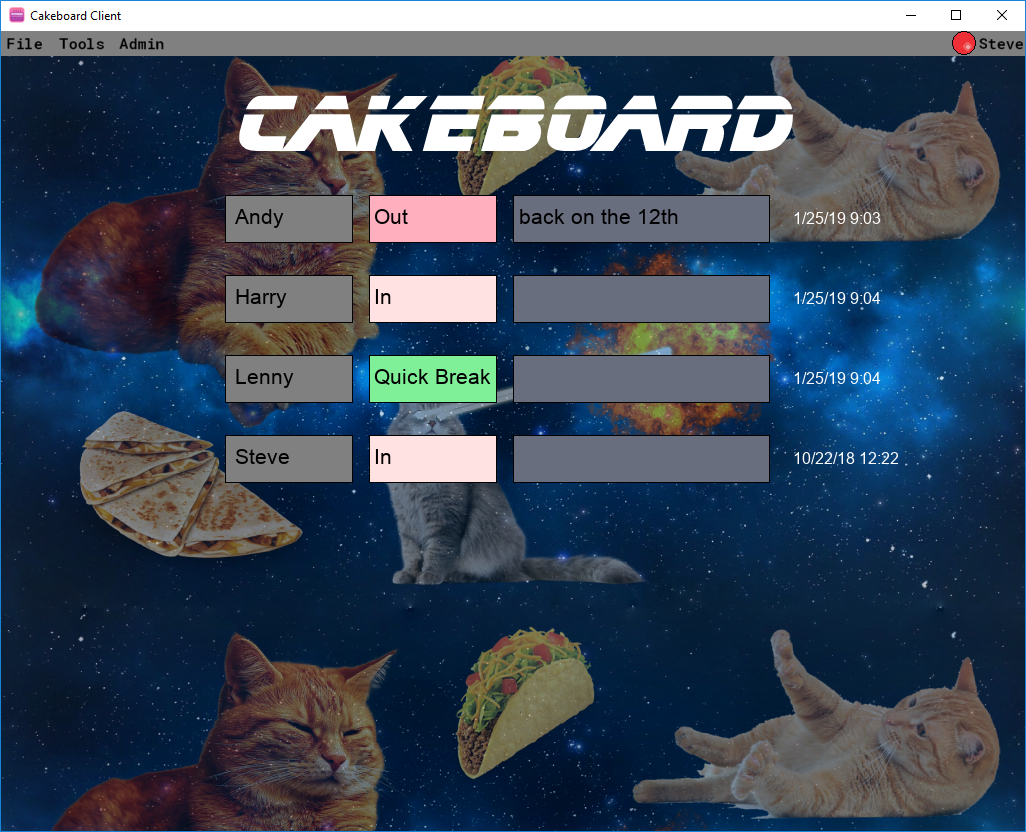 Cakeboard Client
File Tools Admin Steve
CAKEBOARD
Andy Out back on the 12th 1/25/19 9:03
Harry In 1/25/19 9:04
Lenny Quick Break 1/25/19 9:04
Steve In 10/22/18 12:22